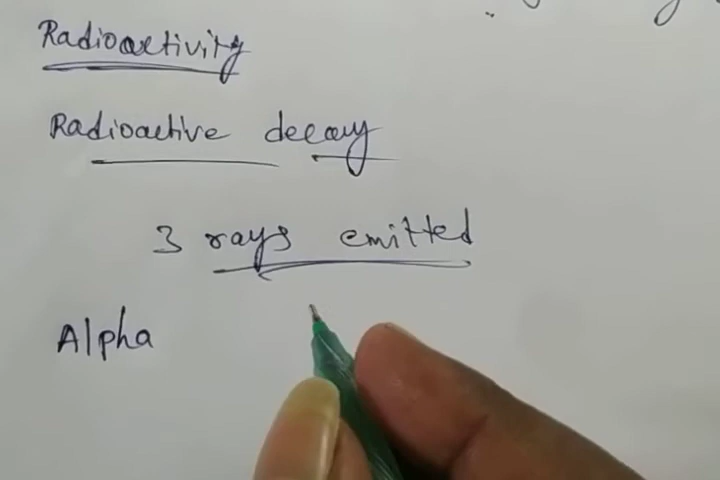 Radioactivity
Radioactive decay
3 rays emitted
Alpha